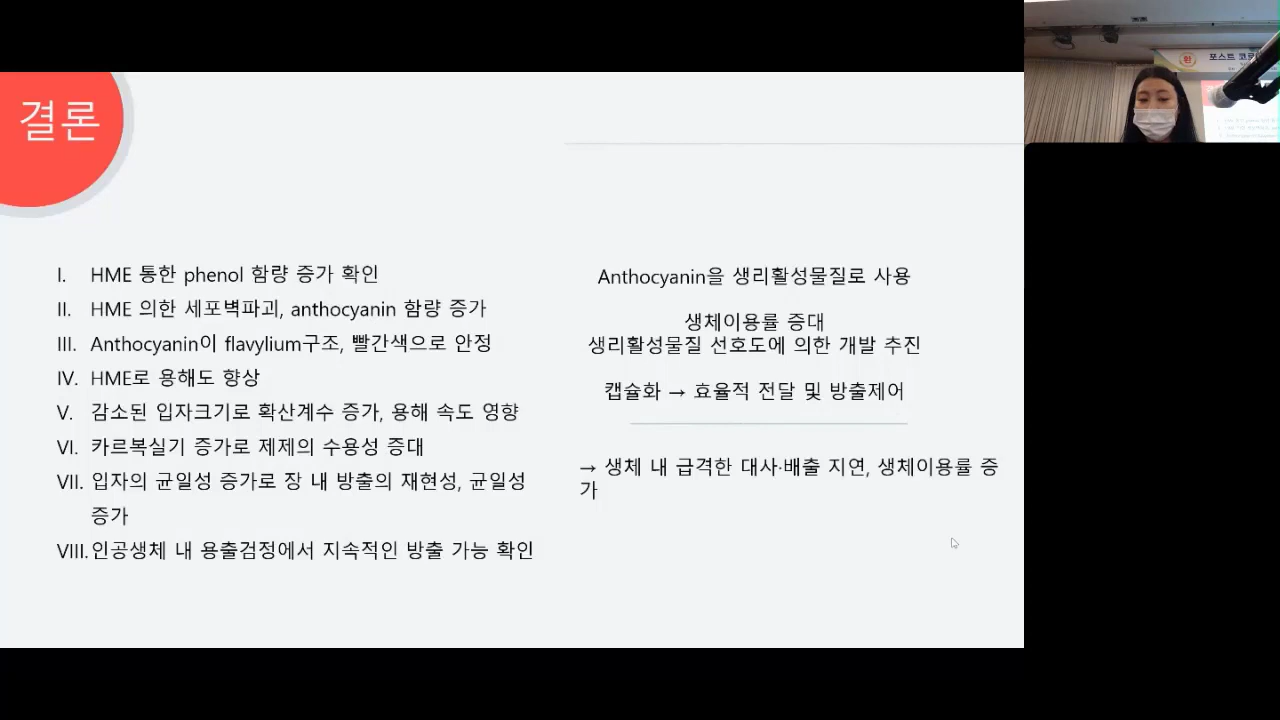 결론
I. HME 통한 phenol 함량 증가 확인
II. HME 의한 세포벽파괴, anthocyanin 함량 증가
III. Anthocyanin이 flavylium구조, 빨간색으로 안정
IV. HME로 용해도 향상
V. 감소된 입자크기로 확산계수 증가, 용해 속도 영향
VI. 카르복실기 증가로 제제의 수용성 증대
VII. 입자의 균일성 증가로 장 내 방출의 재현성, 균일성
증가
VIII. 인공생체 내 용출검정에서 지속적인 방출 가능 확인
Anthocyanin을 생리활성물질로 사용
생체이용률 증대
생리활성물질 선호도에 의한 개발 추진
캡슐화 → 효율적 전달 및 방출제어
→ 생체 내 급격한 대사·배출 지연, 생체이용률 증
가
포스트